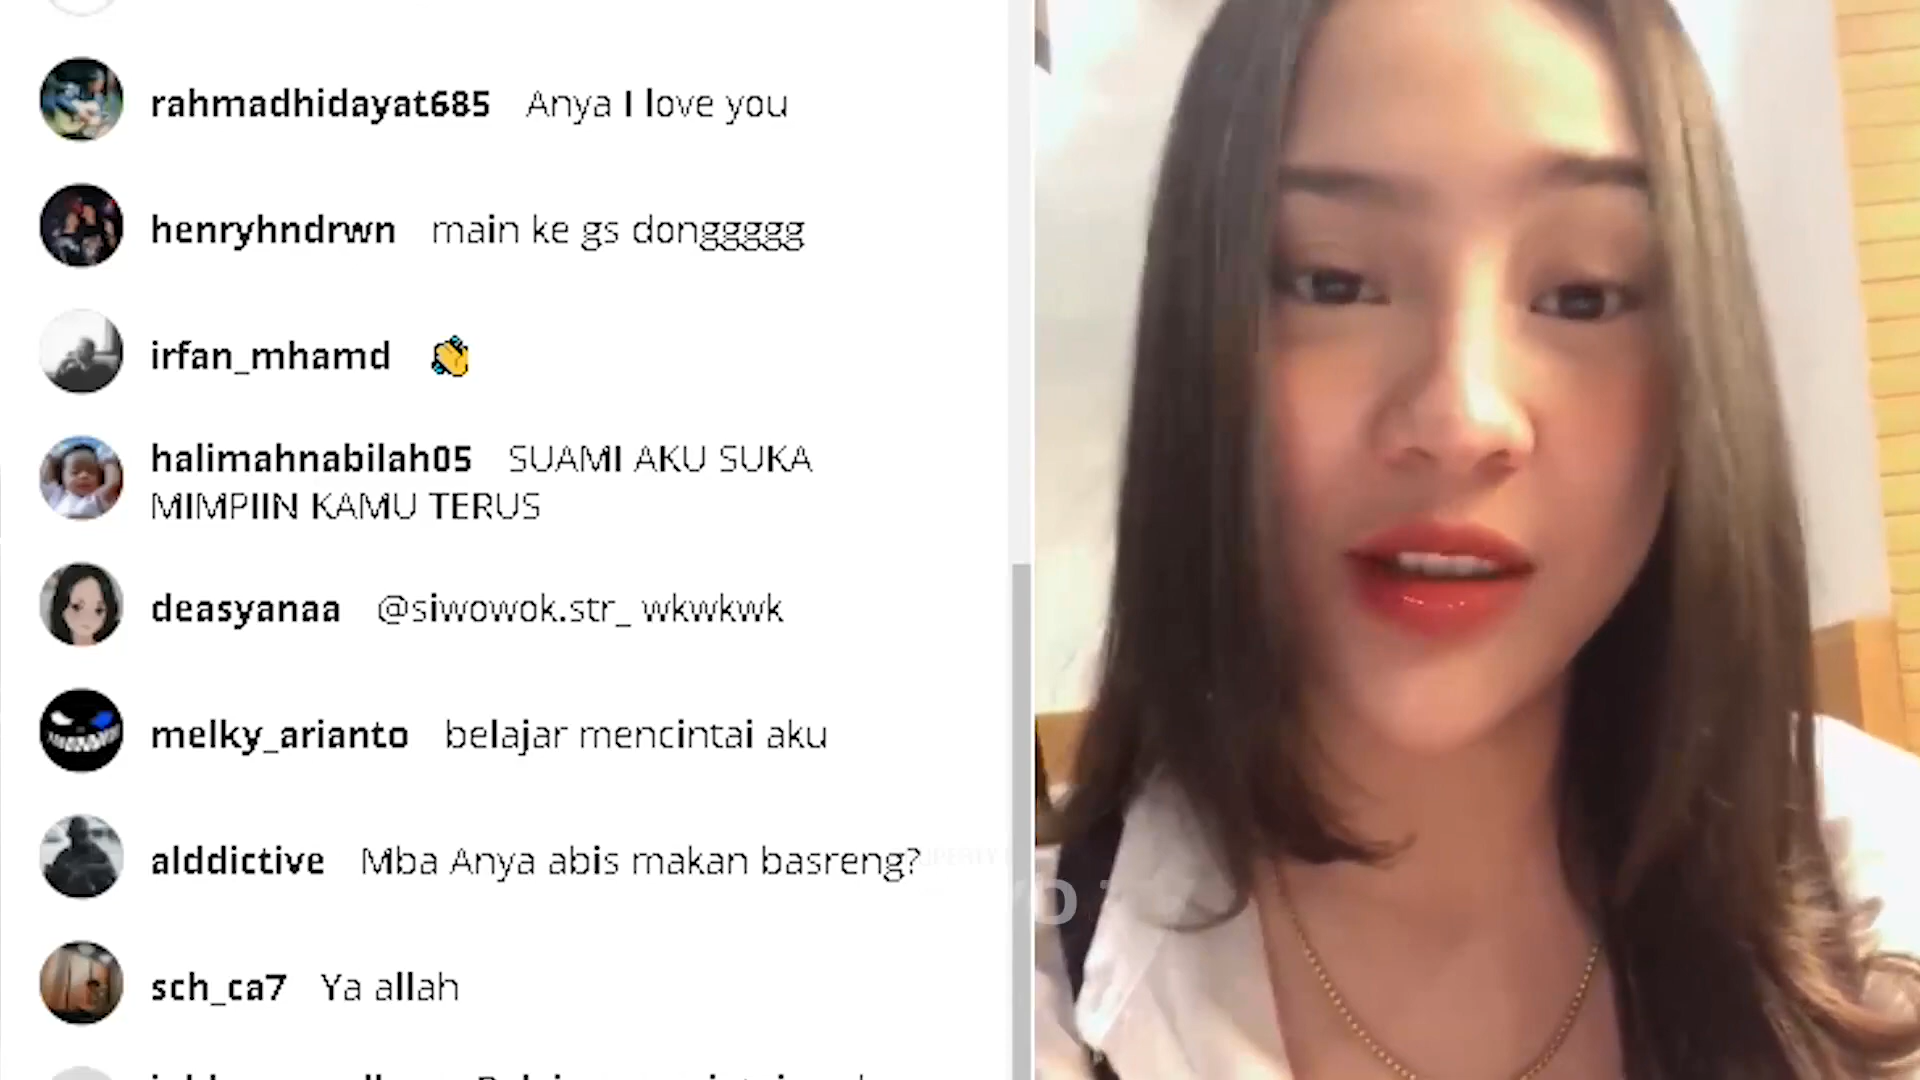 rahmadhidayat685 Anya I love you
henryhndrwn main ke gs donggggg
irfan_mhamd 👏
halimahnabilah05 SUAMI AKU SUKA
MIMPIIN KAMU TERUS
deasyanaa @siwowok.str_ wkwkwk
melky_arianto belajar mencintai aku
alddictive Mba Anya abis makan basreng?
sch_ca7 Ya allah